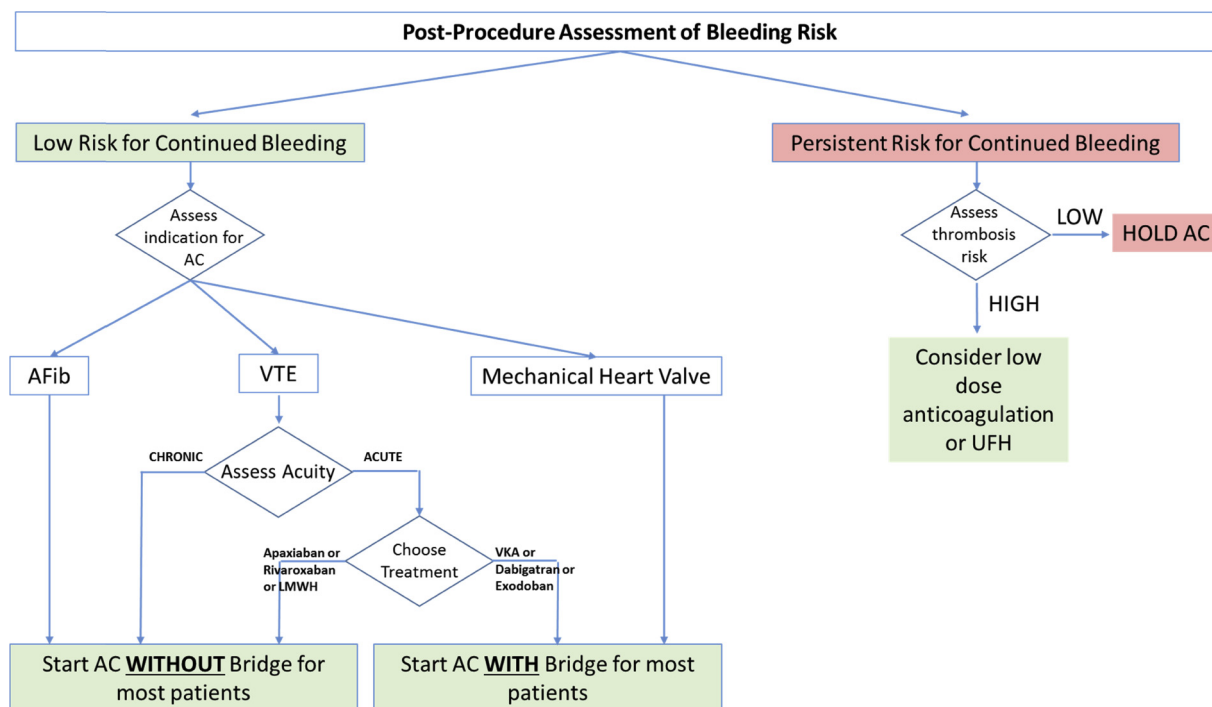 Post-Procedure Assessment of Bleeding Risk
Low Risk for Continued Bleeding
Persistent Risk for Continued Bleeding
Assess
indication for
AC
Assess
thrombosis
risk
LOW
HOLD AC
HIGH
AFib
VTE
Mechanical Heart Valve
Consider low
dose
anticoagulation
or UFH
CHRONIC
Assess Acuity
ACUTE
Apaxiaban or
Rivaroxaban
or LMWH
Choose
Treatment
VKA or
Dabigatran or
Exodoban
Start AC WITHOUT Bridge for
most patients
Start AC WITH Bridge for most
patients